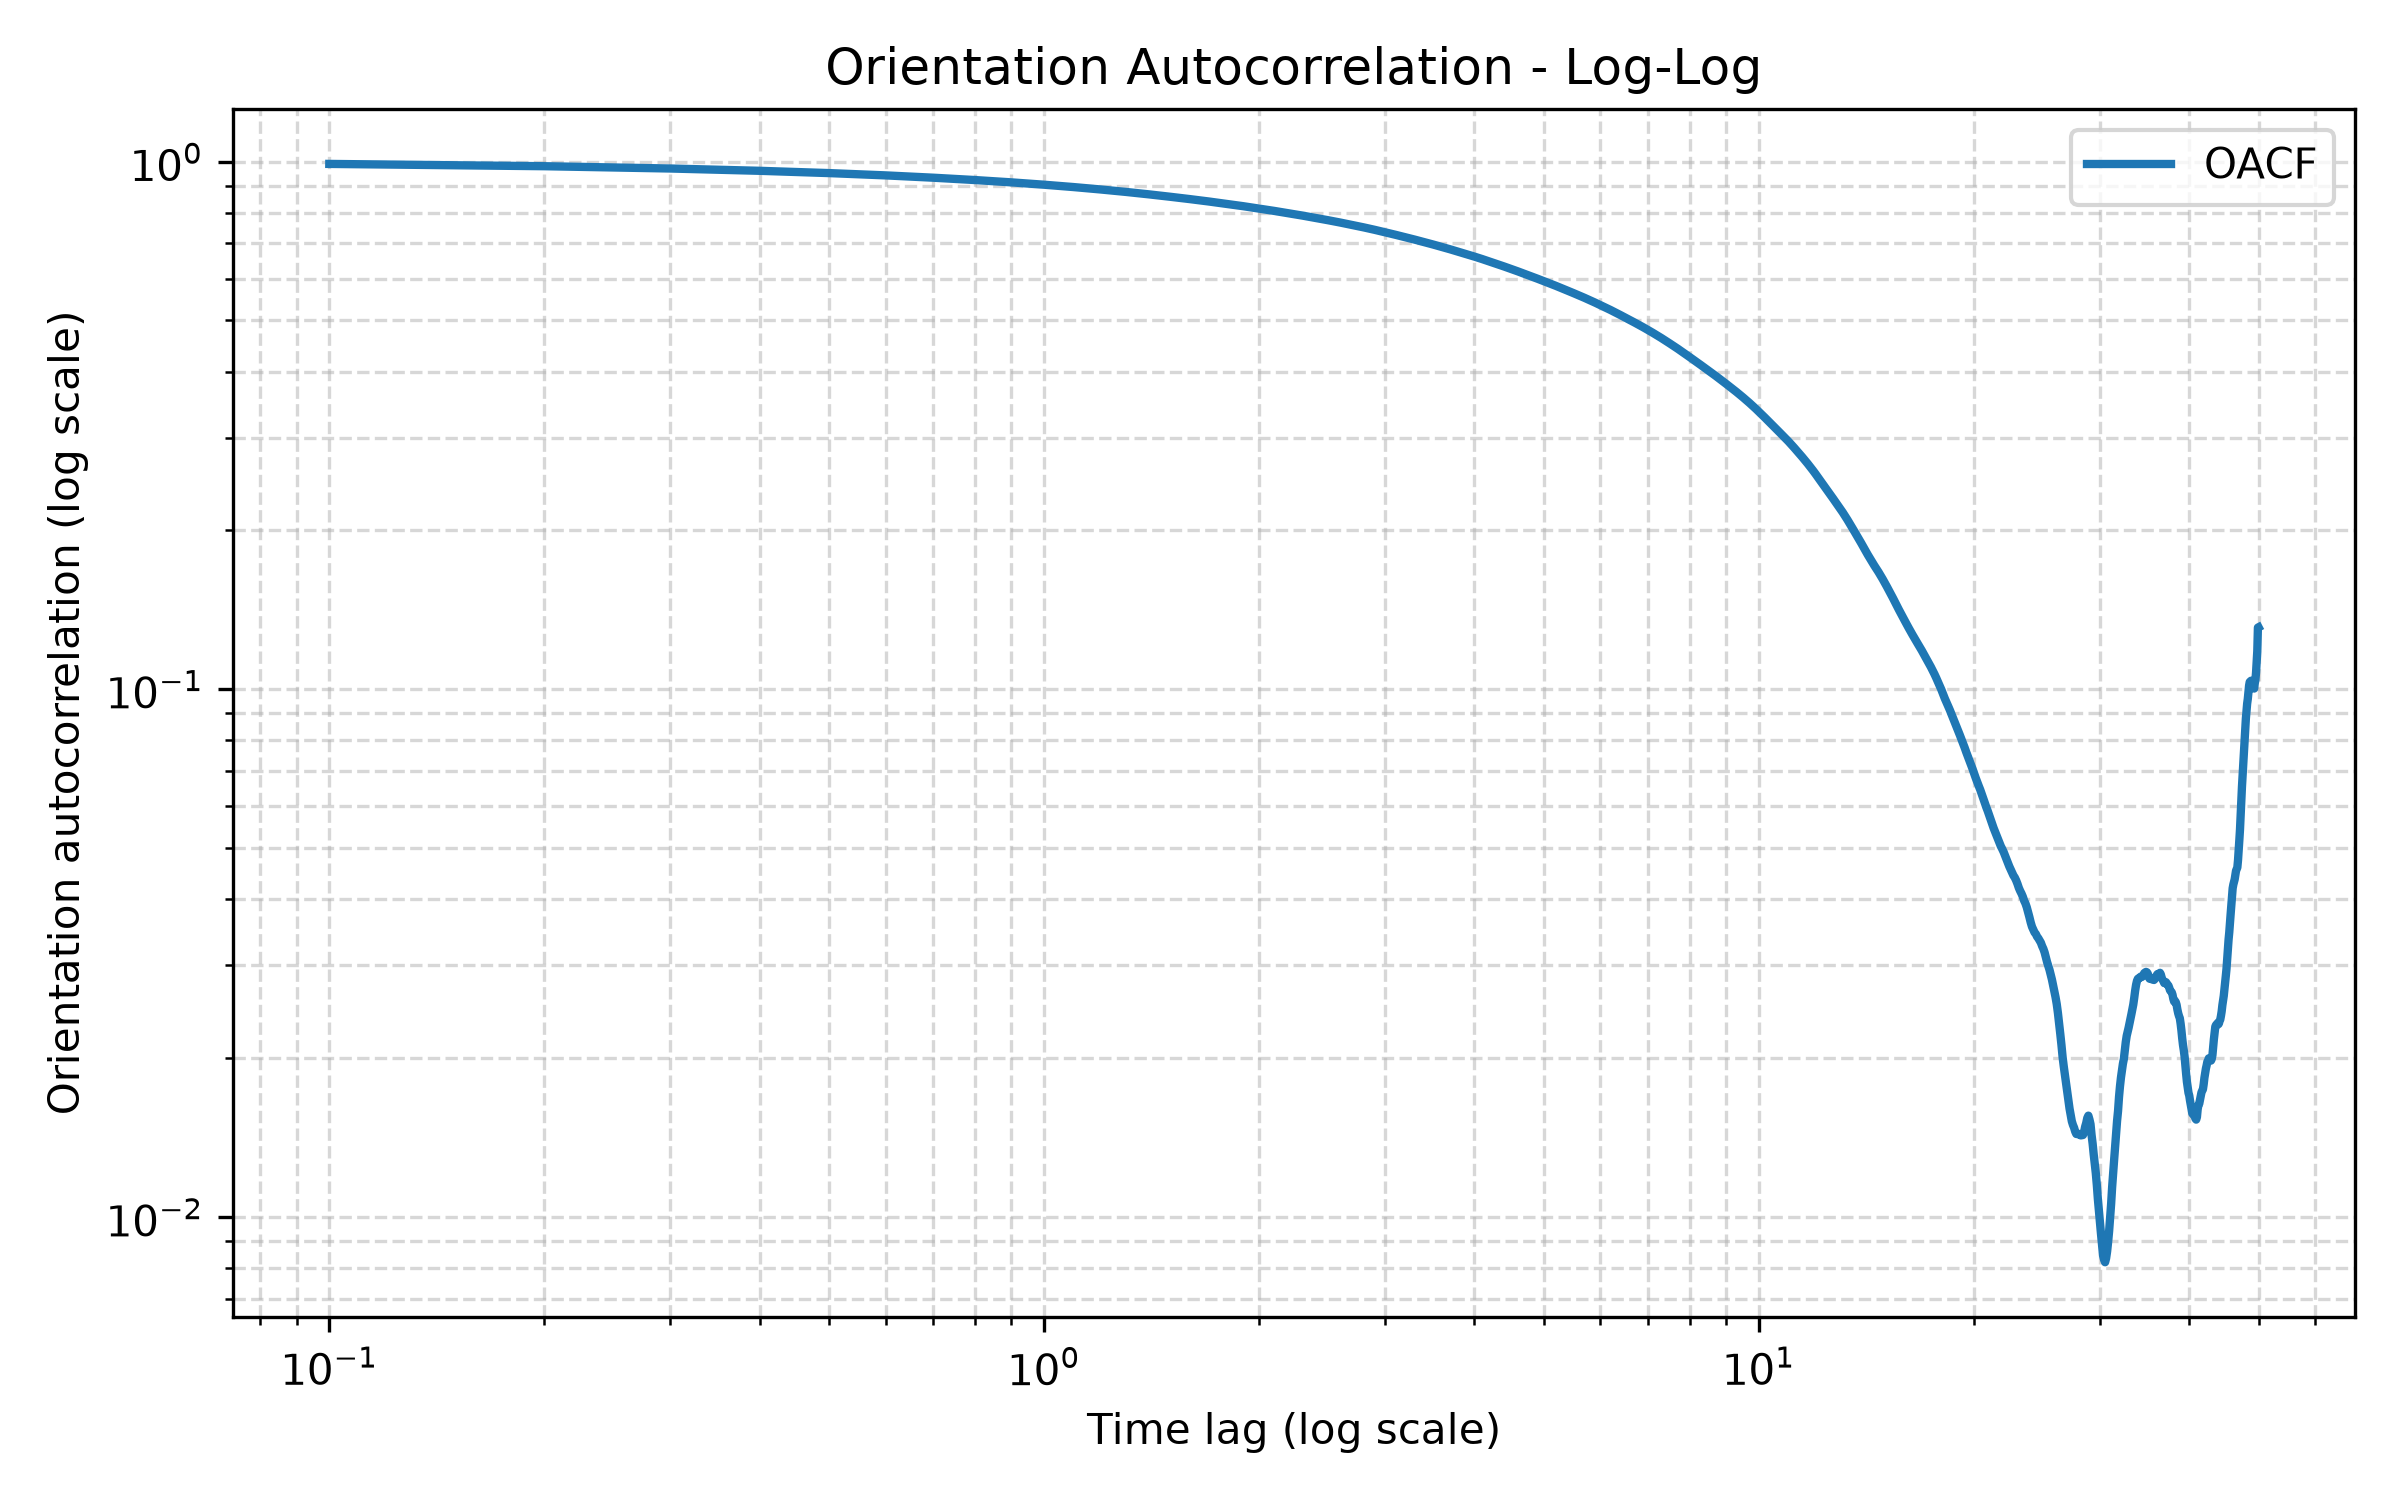 Orientation Autocorrelation - Log-Log
OACF
Orientation autocorrelation (log scale)
10⁰
10⁻¹
10⁻²
10⁻¹
10⁰
10¹
Time lag (log scale)